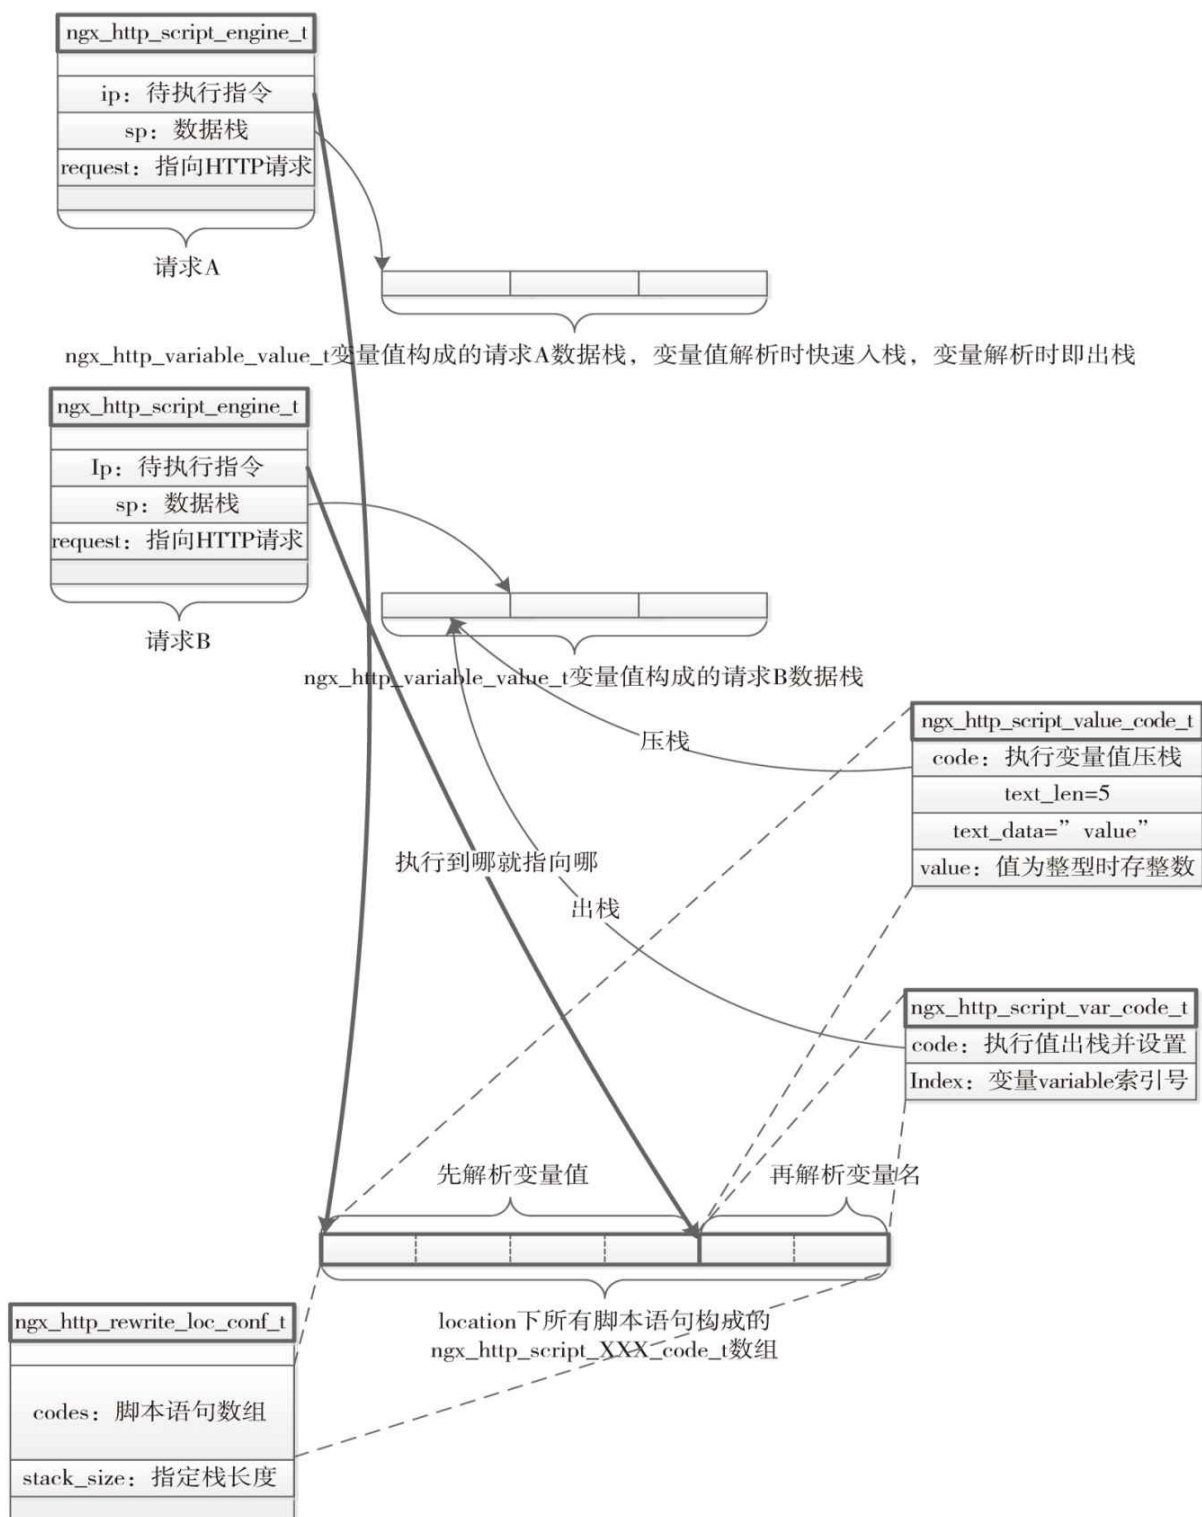 ngx_http_script_engine_t
ip：待执行指令
sp：数据栈
request：指向HTTP请求
请求A
ngx_http_variable_value_t变量值构成的请求A数据栈，变量值解析时快速入栈，变量解析时即出栈
ngx_http_script_engine_t
Ip：待执行指令
sp：数据栈
request：指向HTTP请求
请求B
ngx_http_variable_value_t变量值构成的请求B数据栈
压栈
ngx_http_script_value_code_t
code：执行变量值压栈
text_len=5
text_data=” value”
value：值为整型时存整数
执行到哪就指向哪
出栈
ngx_http_script_var_code_t
code：执行值出栈并设置
Index：变量variable索引号
先解析变量值
再解析变量名
location下所有脚本语句构成的
ngx_http_script_XXX_code_t数组
ngx_http_rewrite_loc_conf_t
codes：脚本语句数组
stack_size：指定栈长度